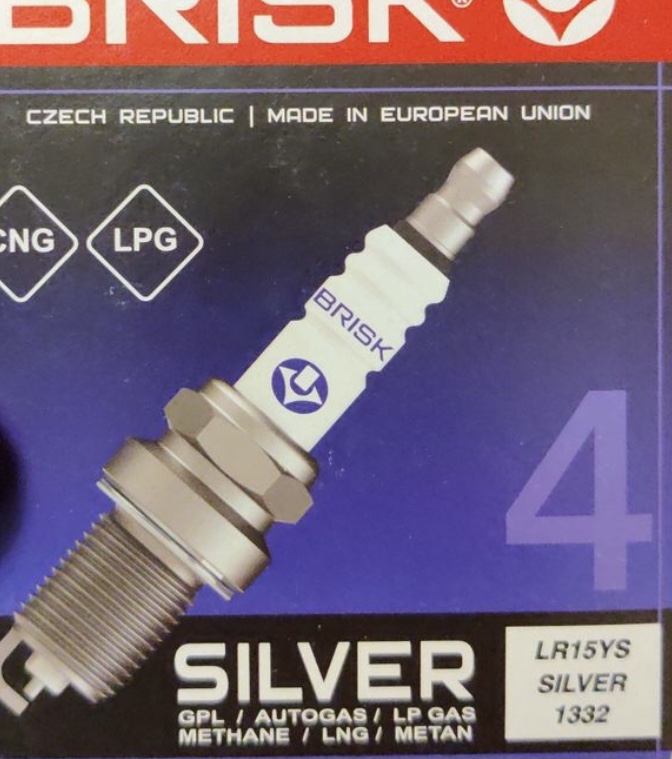 BRISK®
CZECH REPUBLIC | MADE IN EUROPEAN UNION
CNG
LPG
BRISK
4
SILVER
GPL / AUTOGAS / LP GAS
METHANE / LNG / METAN
LR15YS
SILVER
1332